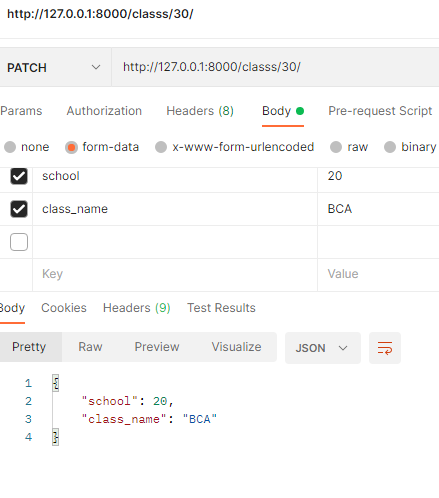 http://127.0.0.1:8000/classs/30/
PATCH http://127.0.0.1:8000/classs/30/
Params Authorization Headers (8) Body Pre-request Script
none form-data x-www-form-urlencoded raw binary
school 20
class_name BCA
Key Value
Body Cookies Headers (9) Test Results
Pretty Raw Preview Visualize JSON
1 {
2 "school": 20,
3 "class_name": "BCA"
4 }